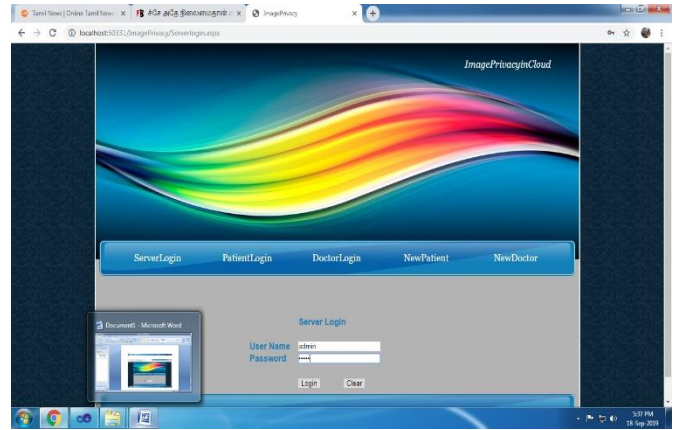 Tamil News | Online Tamil News
ImagePrivacy
localhost:50331/ImagePrivacy/Serverlogin.aspx
ImagePrivacyinCloud
ServerLogin PatientLogin DoctorLogin NewPatient NewDoctor
Server Login
User Name admin
Password
Login Clear
Document1 - Microsoft Word
5:37 PM
18-Sep-2019